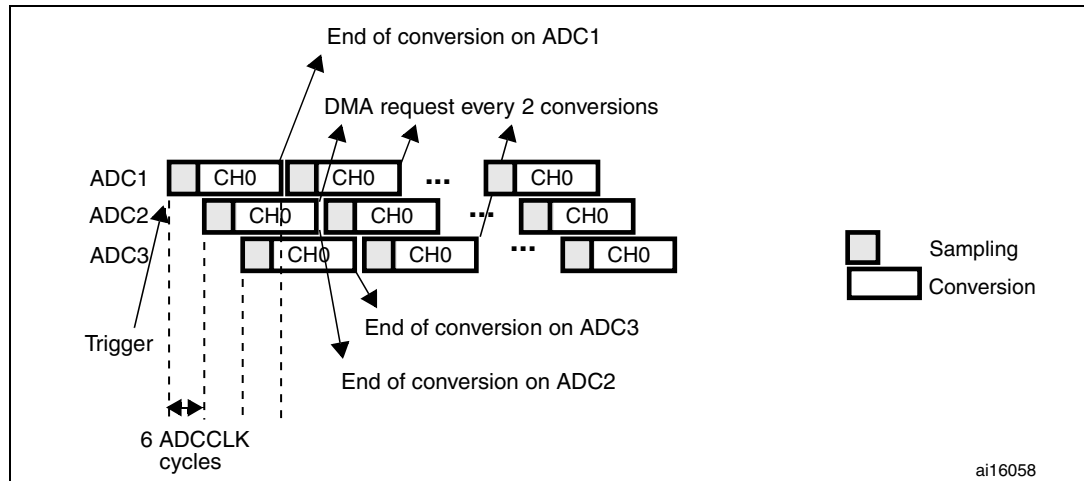 End of conversion on ADC1
DMA request every 2 conversions
ADC1 CH0 CH0 ... CH0
ADC2 CH0 CH0 ... CH0
ADC3 CH0 CH0 ... CH0
Sampling
Conversion
End of conversion on ADC3
Trigger
End of conversion on ADC2
6 ADCCLK
cycles
ai16058